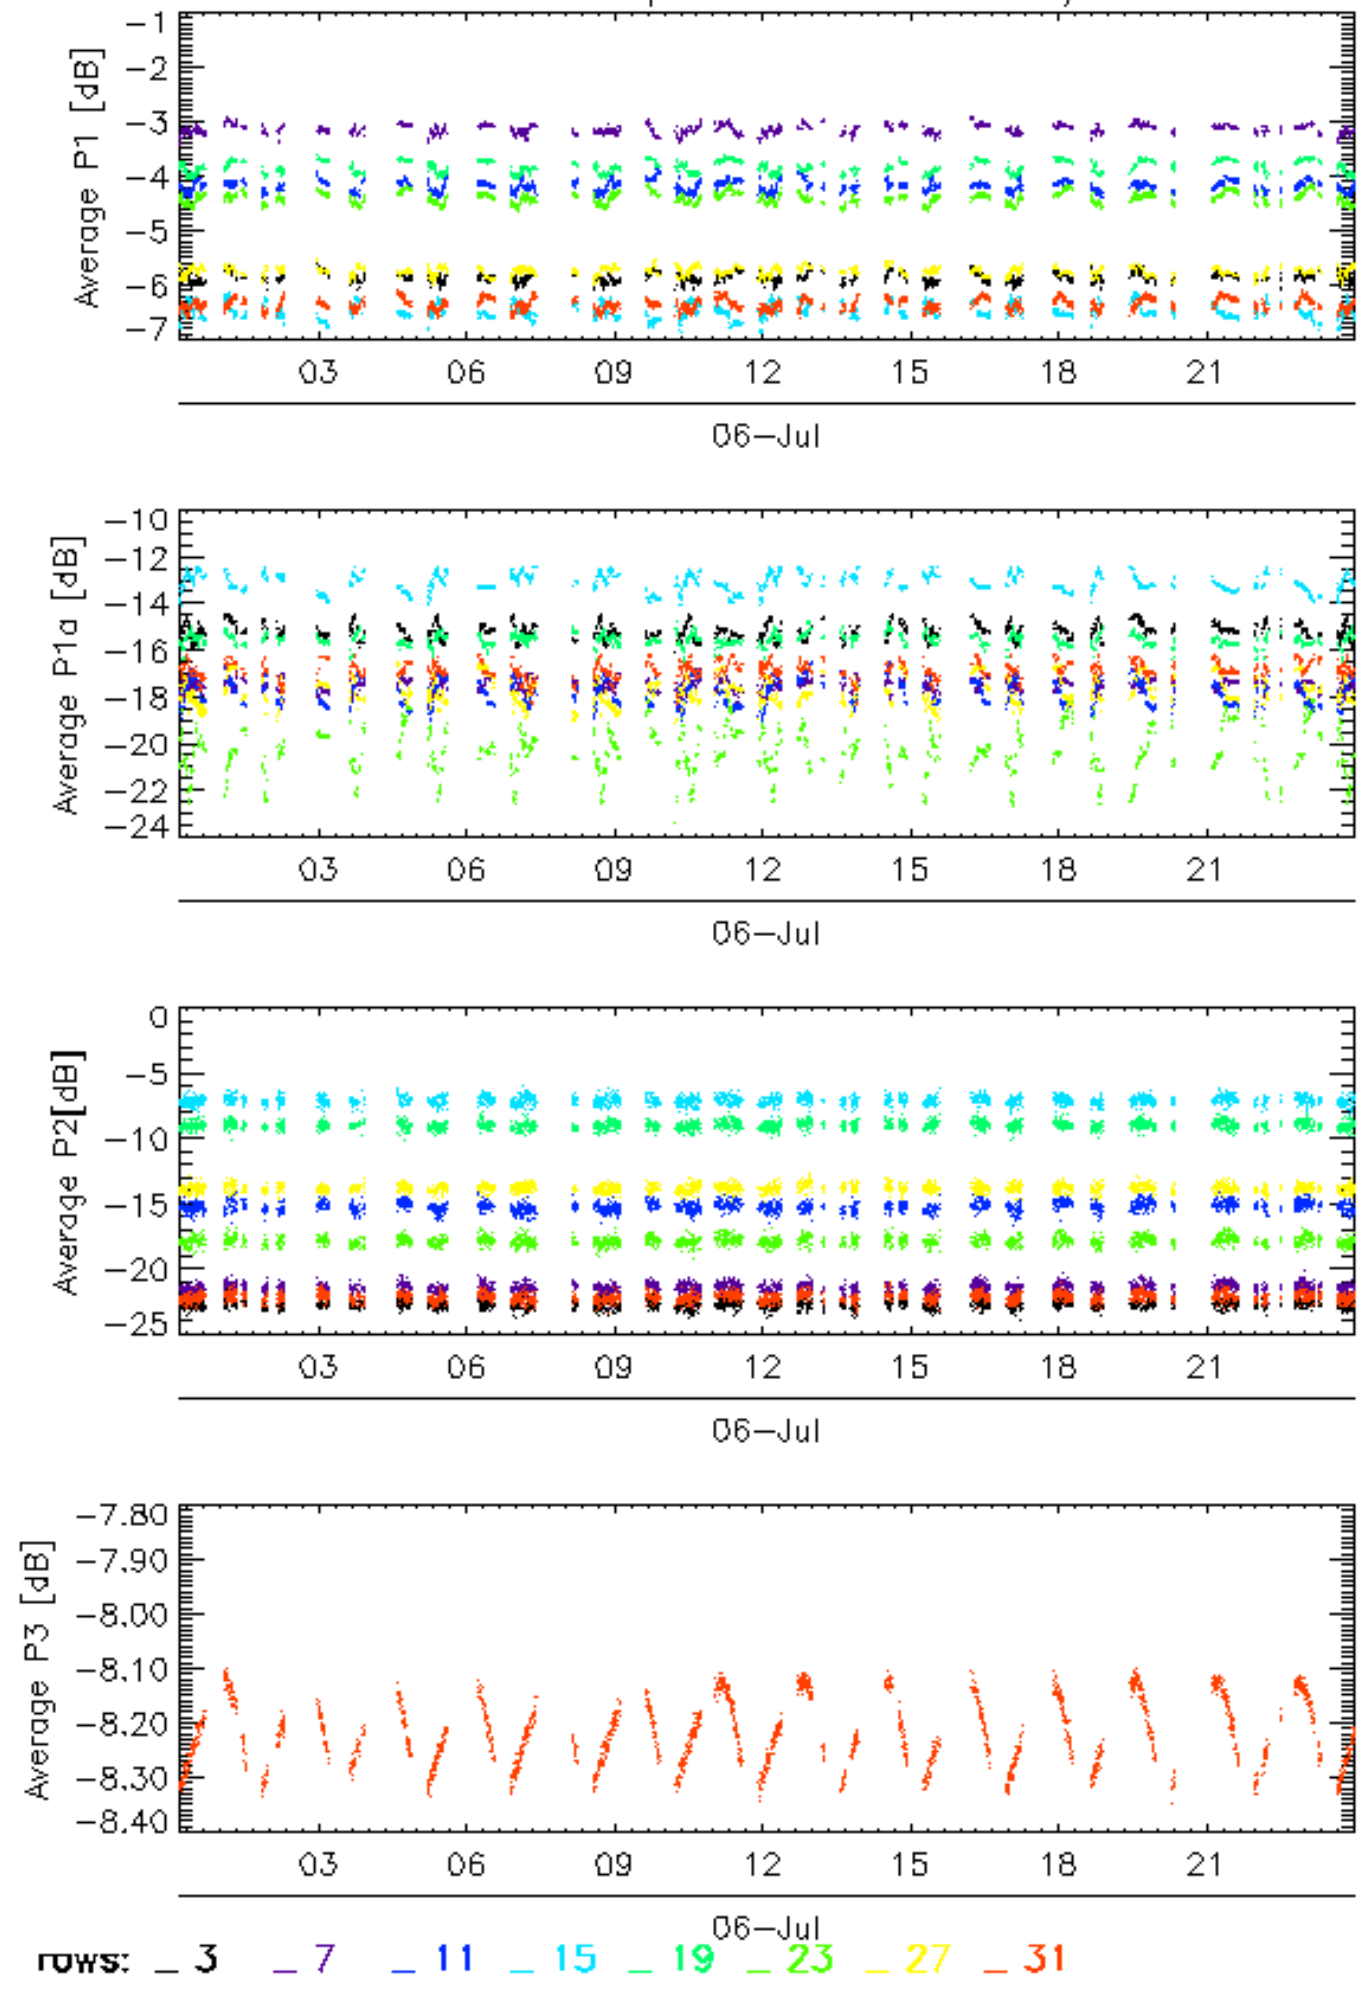 Average P1 [dB]
-1
-2
-3
-4
-5
-6
-7
03 06 09 12 15 18 21
06-Jul
Average P1a [dB]
-10
-12
-14
-16
-18
-20
-22
-24
03 06 09 12 15 18 21
06-Jul
Average P2[dB]
0
-5
-10
-15
-20
-25
03 06 09 12 15 18 21
06-Jul
Average P3 [dB]
-7.80
-7.90
-8.00
-8.10
-8.20
-8.30
-8.40
03 06 09 12 15 18 21
06-Jul
rows: _ 3 _ 7 _ 11 _ 15 _ 19 _ 23 _ 27 _ 31